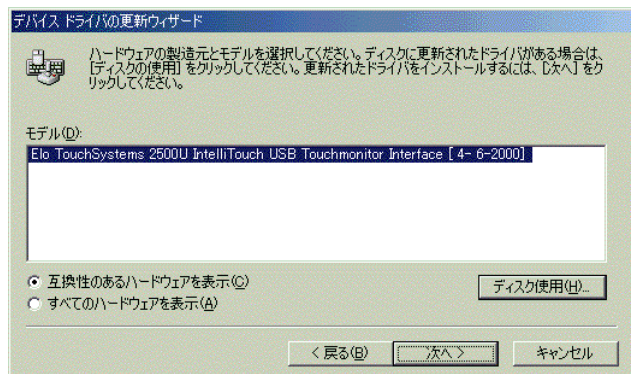 デバイス ドライバの更新ウィザード
ハードウェアの製造元とモデルを選択してください。ディスクに更新されたドライバがある場合は、
[ディスクの使用] をクリックしてください。更新されたドライバをインストールするには、[次へ] をク
リックしてください。
モデル(D):
Elo TouchSystems 2500U IntelliTouch USB Touchmonitor Interface [ 4- 6-2000]
互換性のあるハードウェアを表示(C)
すべてのハードウェアを表示(A)
ディスク使用(H)...
< 戻る(B)
次へ >
キャンセル